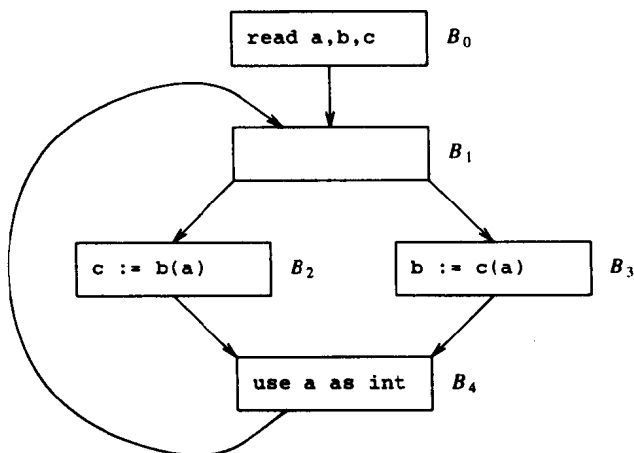 read a,b,c B₀
B₁
c := b(a) B₂
b := c(a) B₃
use a as int B₄